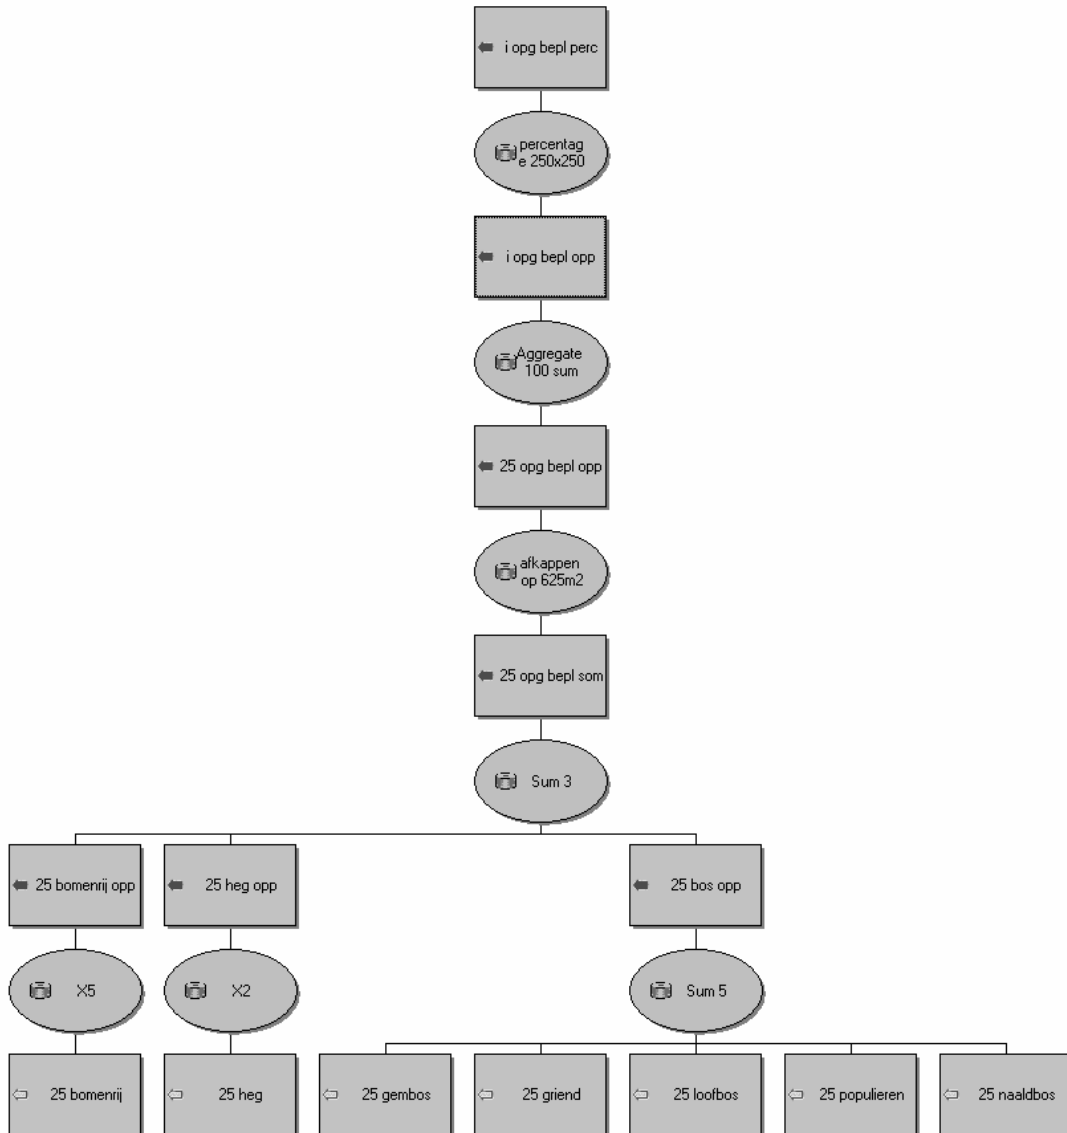 i opg bepl perc
percentag
e 250x250
i opg bepl opp
Aggregate
100 sum
25 opg bepl opp
afkappen
op 625m2
25 opg bepl som
Sum 3
25 bomenrij opp
25 heg opp
25 bos opp
X5
X2
Sum 5
25 bomenrij
25 heg
25 gembos
25 griend
25 loofbos
25 populieren
25 naaldbos